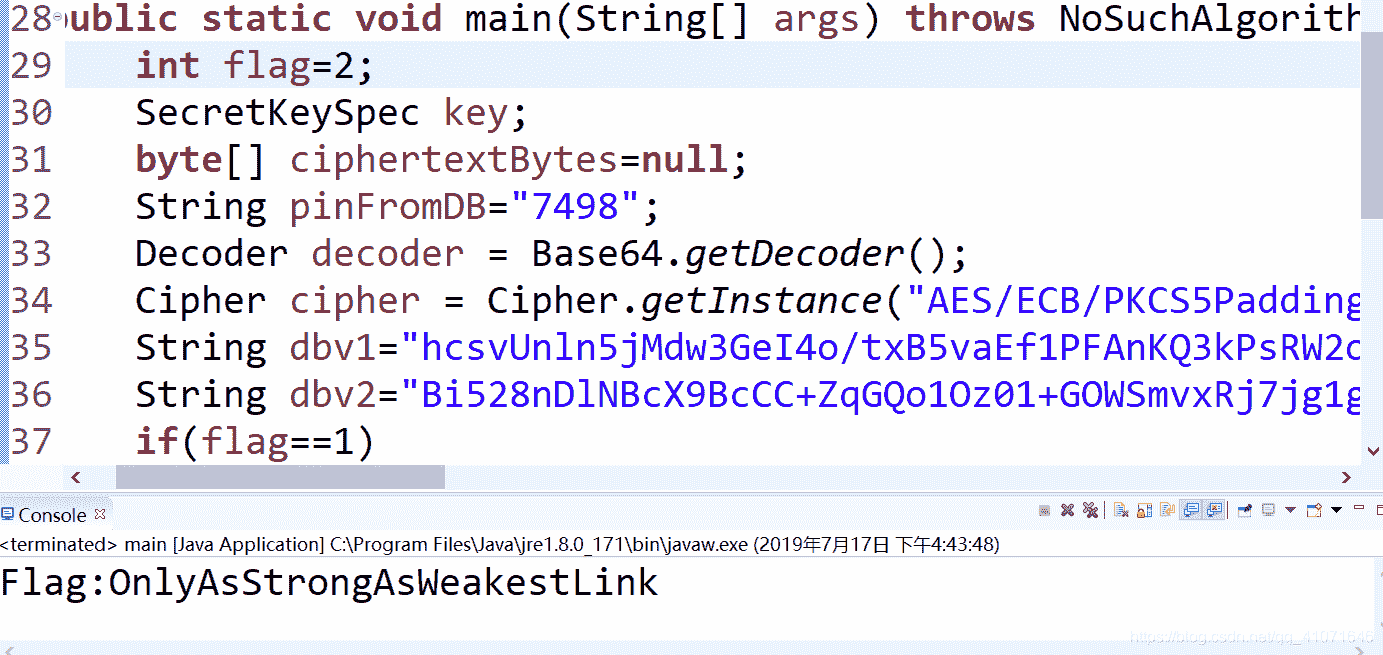 28 public static void main(String[] args) throws NoSuchAlgorith
29 int flag=2;
30 SecretKeySpec key;
31 byte[] ciphertextBytes=null;
32 String pinFromDB="7498";
33 Decoder decoder = Base64.getDecoder();
34 Cipher cipher = Cipher.getInstance("AES/ECB/PKCS5Padding
35 String dbv1="hcsvUnln5jMdw3GeI4o/txB5vaEf1PFAnKQ3kPsRW2o
36 String dbv2="Bi528nDlNBcX9BcCC+ZqGQo1Oz01+GOWSmvxRj7jg1g
37 if(flag==1)
Console
<terminated> main [Java Application] C:\Program Files\Java\jre1.8.0_171\bin\javaw.exe (2019年7月17日 下午4:43:48)
Flag:OnlyAsStrongAsWeakestLink
https://blog.csdn.net/qq_41071646